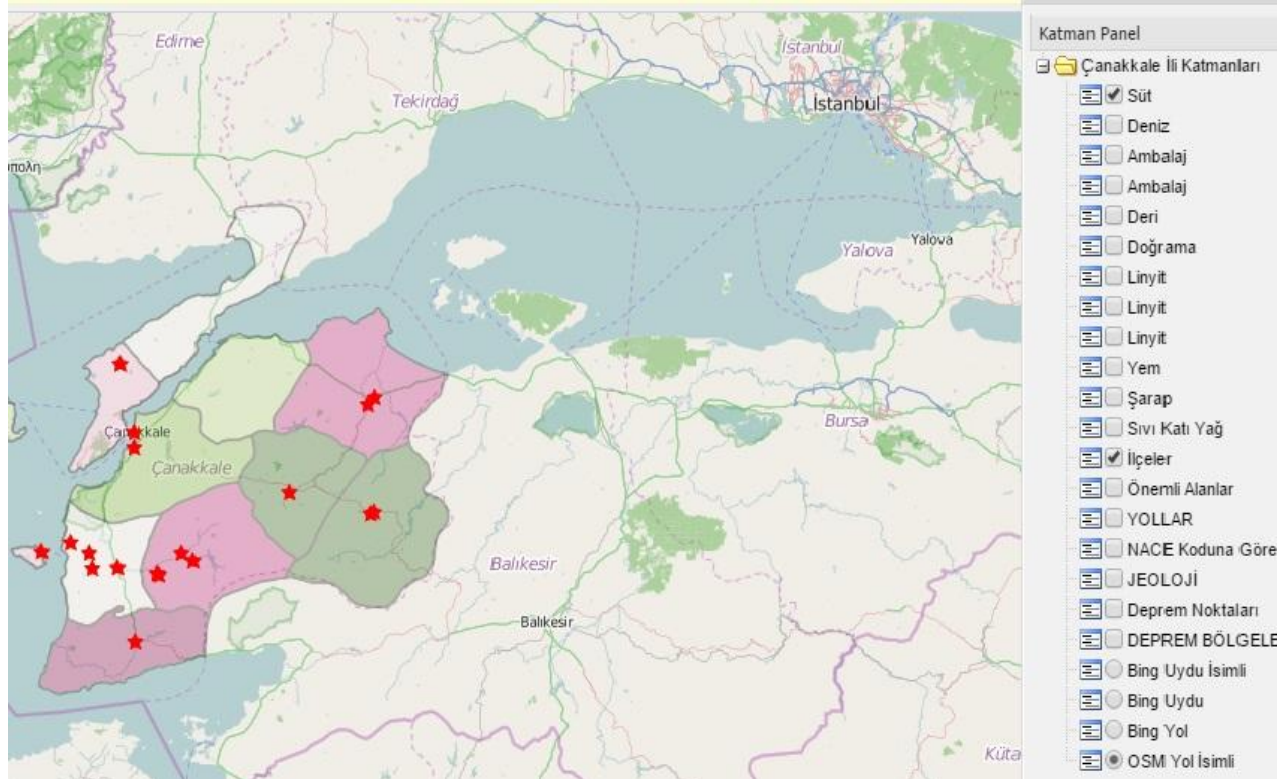 Edirne
Tekirdağ
İstanbul
İstanbul
Yalova
Yalova
Bursa
Çanakkale
Balıkesir
Balıkesir
Katman Panel
Çanakkale İli Katmanları
Süt
Deniz
Ambalaj
Ambalaj
Deri
Doğrama
Linyit
Linyit
Linyit
Yem
Şarap
Sıvı Katı Yağ
İlçeler
Önemli Alanlar
YOLLAR
NACE Koduna Göre
JEOLOJİ
Deprem Noktaları
DEPREM BÖLGELE
Bing Uydu İsimli
Bing Uydu
Bing Yol
OSM Yol İsimli
Küta